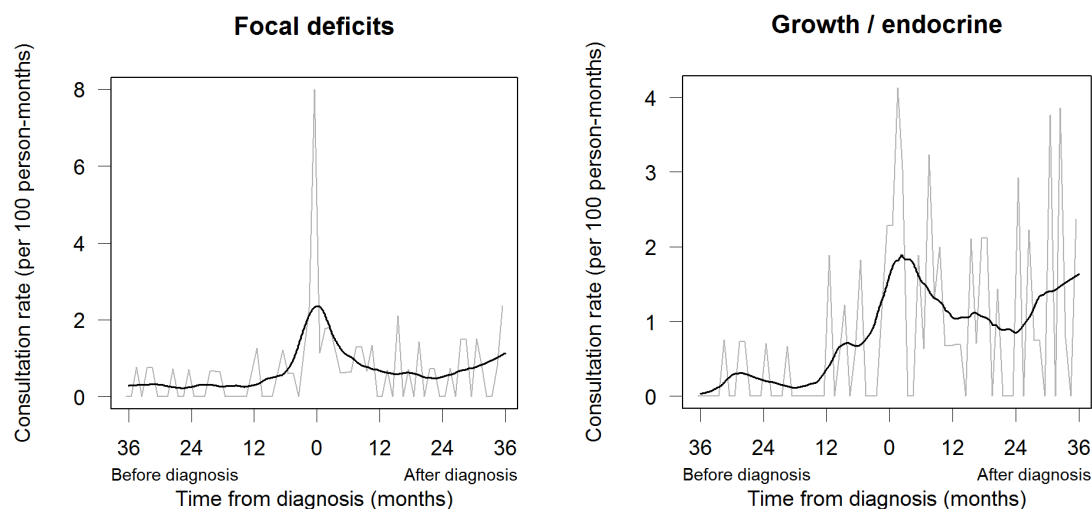 Focal deficits
Consultation rate (per 100 person-months)
8
6
4
2
0
36 24 12 0 12 24 36
Before diagnosis After diagnosis
Time from diagnosis (months)
Growth / endocrine
Consultation rate (per 100 person-months)
4
3
2
1
0
36 24 12 0 12 24 36
Before diagnosis After diagnosis
Time from diagnosis (months)